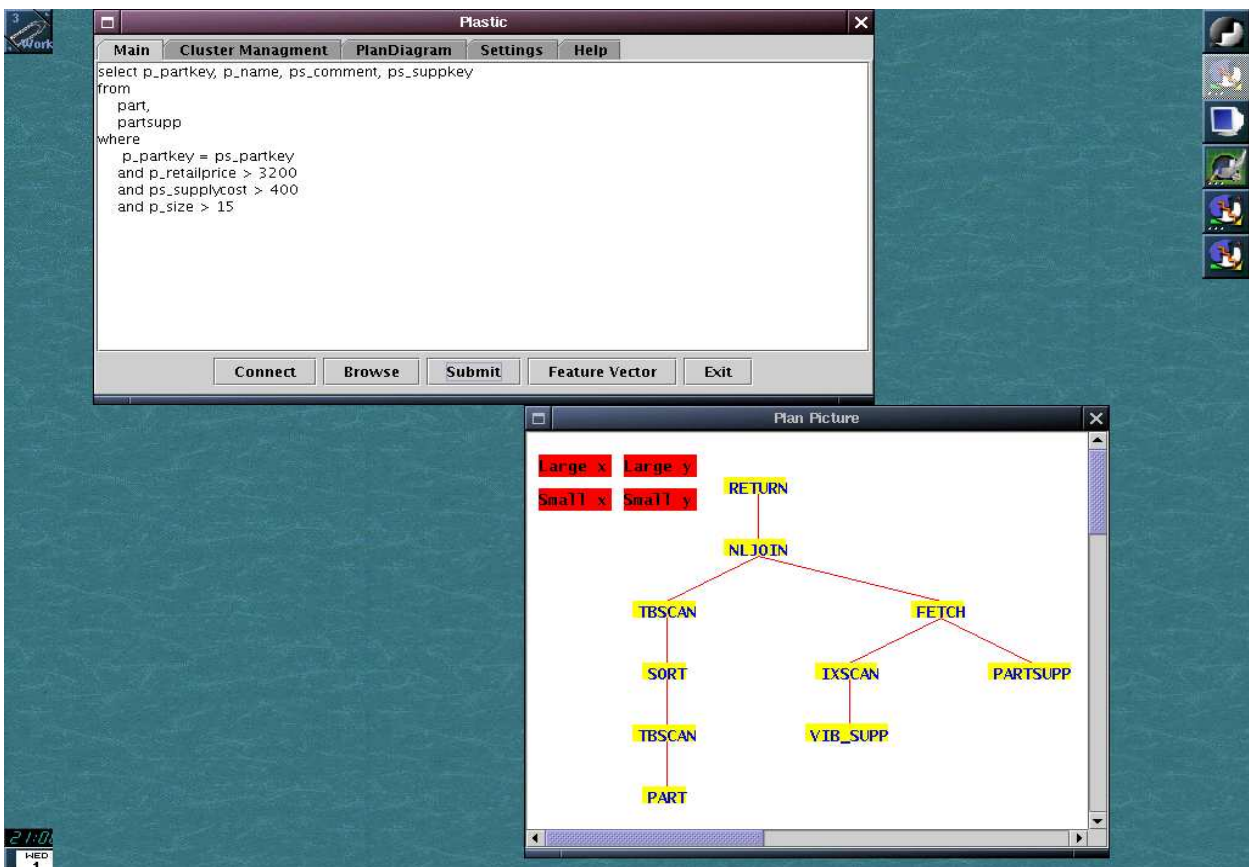 3
Work
Plastic
Main Cluster Managment PlanDiagram Settings Help
select p_partkey, p_name, ps_comment, ps_suppkey
from
part,
partsupp
where
p_partkey = ps_partkey
and p_retailprice > 3200
and ps_supplycost > 400
and p_size > 15
Connect Browse Submit Feature Vector Exit
Plan Picture
Large x Large y
Small x Small y
RETURN
NLJOIN
TBSCAN FETCH
SORT IXSCAN PARTSUPP
TBSCAN VIB_SUPP
PART
WED
1